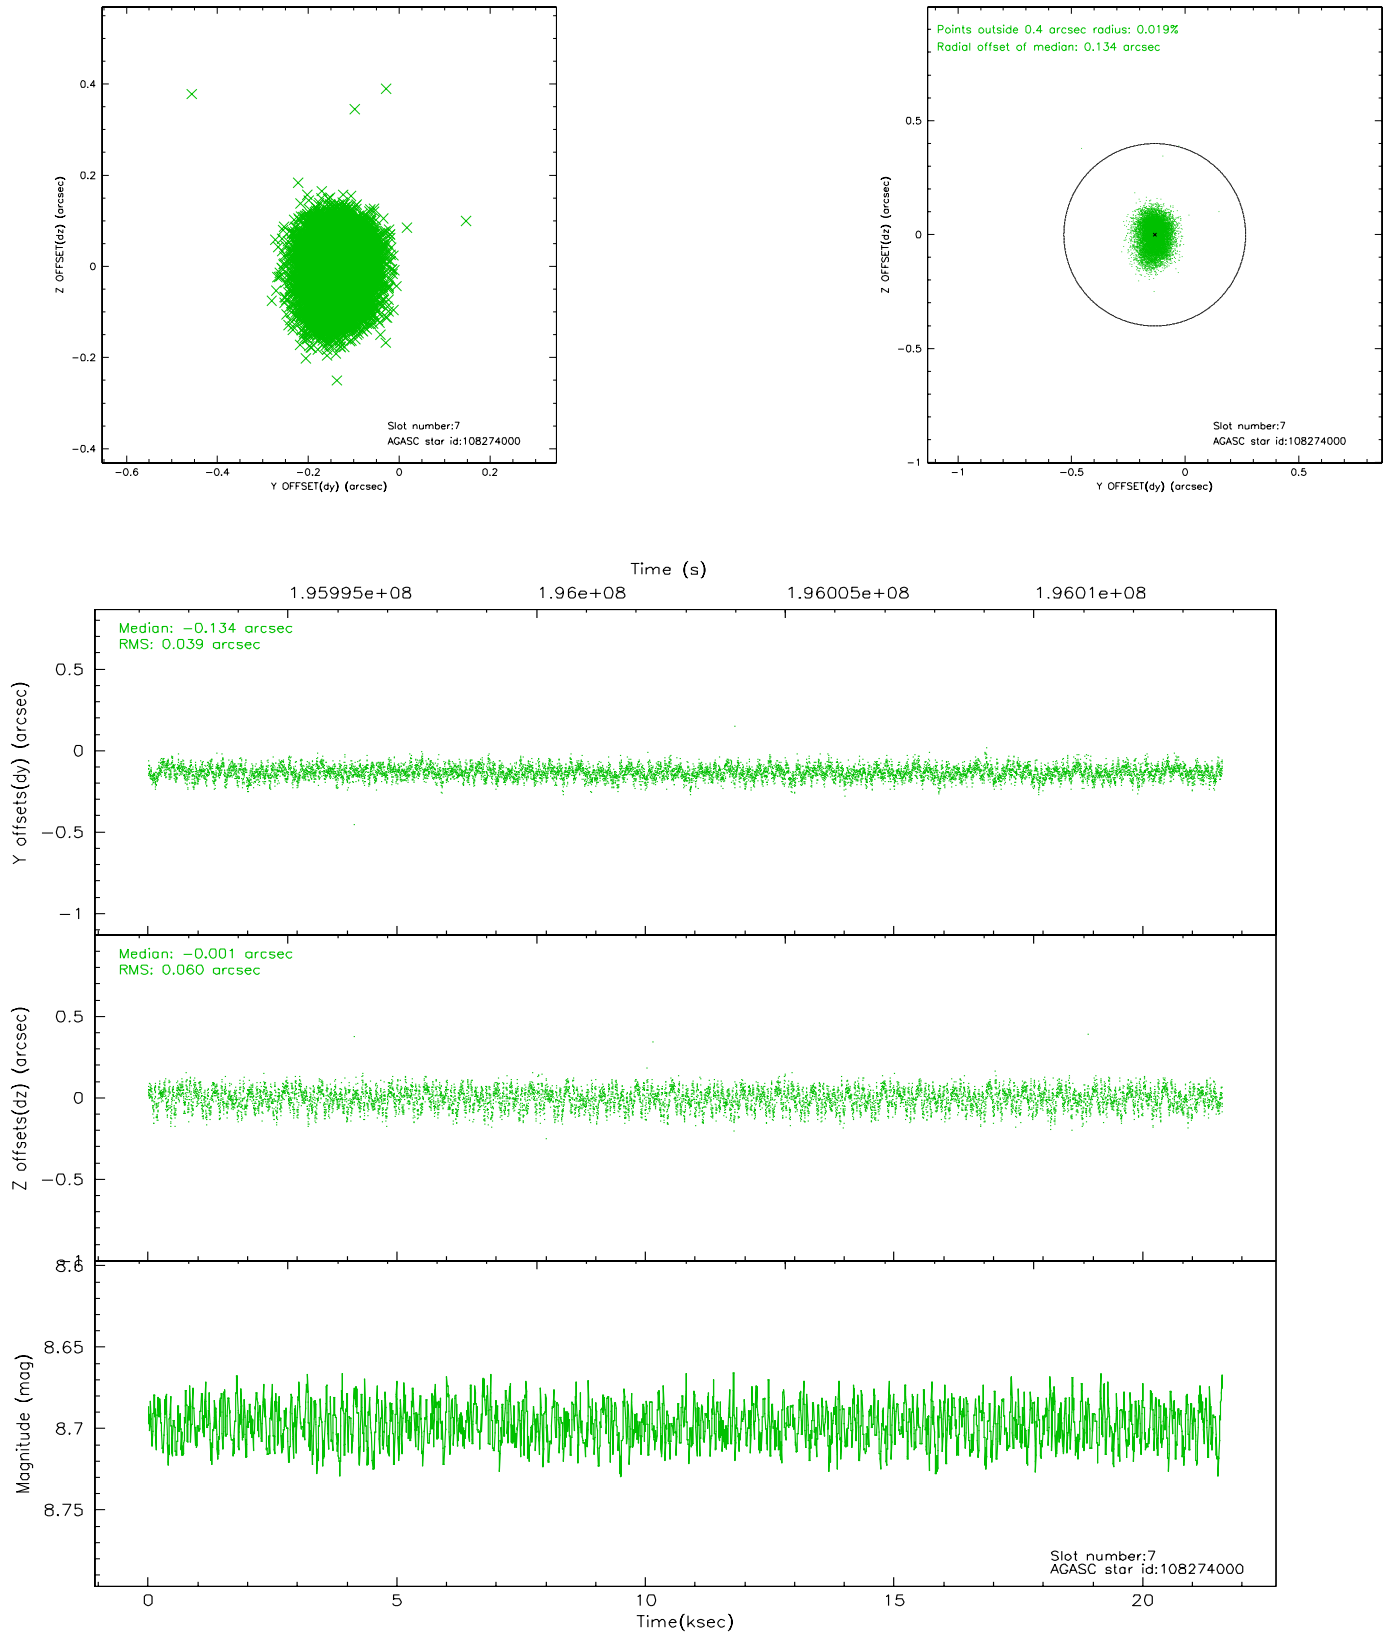 0.4
0.2
0
-0.2
-0.4
Z OFFSET(dz) (arcsec)
-0.6
-0.4
-0.2
0
0.2
Y OFFSET(dy) (arcsec)
Slot number:7
AGASC star id:108274000
Points outside 0.4 arcsec radius: 0.019%
Radial offset of median: 0.134 arcsec
0.5
0
-0.5
-1
Z OFFSET(dz) (arcsec)
-1
-0.5
0
0.5
Y OFFSET(dy) (arcsec)
Slot number:7
AGASC star id:108274000
Time (s)
1.95995e+08
1.96e+08
1.96005e+08
1.9601e+08
Median: -0.134 arcsec
RMS: 0.039 arcsec
0.5
0
-0.5
-1
Y offsets(dy) (arcsec)
Median: -0.001 arcsec
RMS: 0.060 arcsec
0.5
0
-0.5
-1
Z offsets(dz) (arcsec)
8.6
8.65
8.7
8.75
Magnitude (mag)
Slot number:7
AGASC star id:108274000
0
5
10
15
20
Time(ksec)